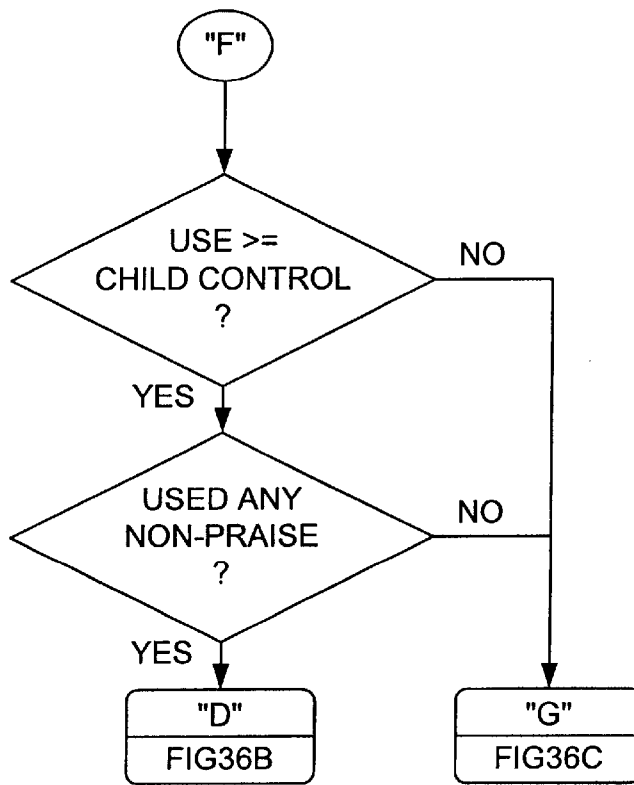 "F"
USE >=
CHILD CONTROL
?
NO
YES
USED ANY
NON-PRAISE
?
NO
YES
"D"
FIG36B
"G"
FIG36C